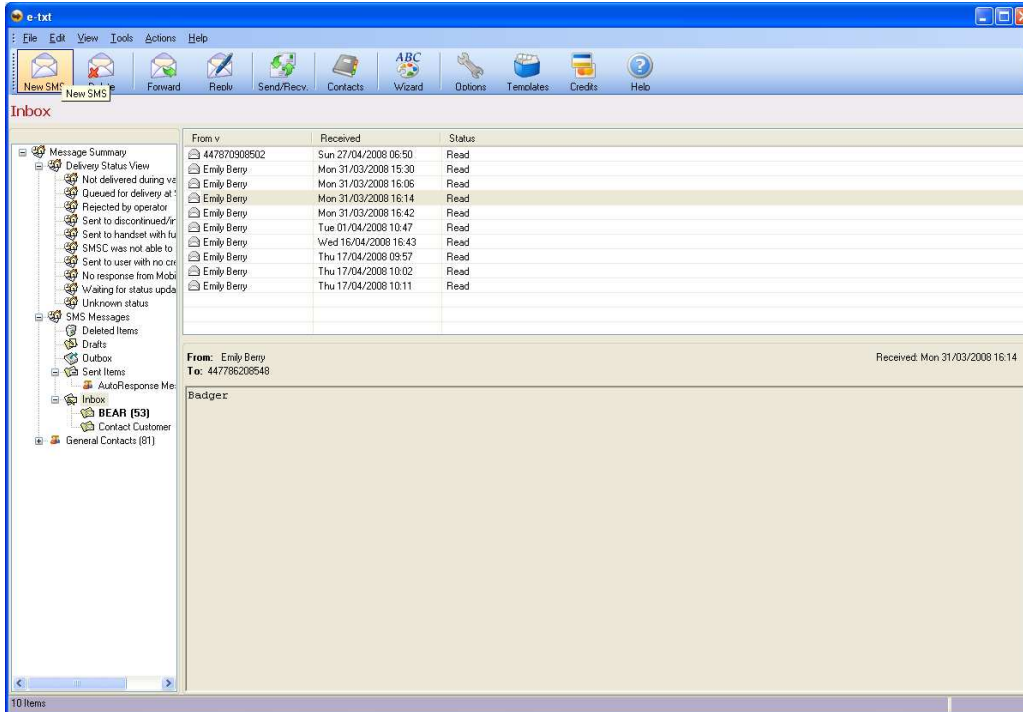 e-txt
File Edit View Tools Actions Help
New SMS Delete Forward Reply Send/Recv. Contacts ABC Wizard Options Templates Credits Help
New SMS
Inbox
From v Received Status
447870908502 Sun 27/04/2008 06:50 Read
Emily Berry Mon 31/03/2008 15:30 Read
Emily Berry Mon 31/03/2008 16:06 Read
Emily Berry Mon 31/03/2008 16:14 Read
Emily Berry Mon 31/03/2008 16:42 Read
Emily Berry Tue 01/04/2008 10:47 Read
Emily Berry Wed 16/04/2008 16:43 Read
Emily Berry Thu 17/04/2008 09:57 Read
Emily Berry Thu 17/04/2008 10:02 Read
Emily Berry Thu 17/04/2008 10:11 Read
Message Summary
Delivery Status View
Not delivered during va
Queued for delivery at
Rejected by operator
Sent to discontinued/in
Sent to handset with fu
SMSC was not able to
Sent to user with no cre
No response from Mobi
Waiting for status upda
Unknown status
SMS Messages
Deleted Items
Drafts
Outbox
Sent Items
AutoResponse Me
Inbox
BEAR (53)
Contact Customer
General Contacts (81)
From: Emily Berry
To: 447786208548
Received: Mon 31/03/2008 16:14
Badger
10 Items